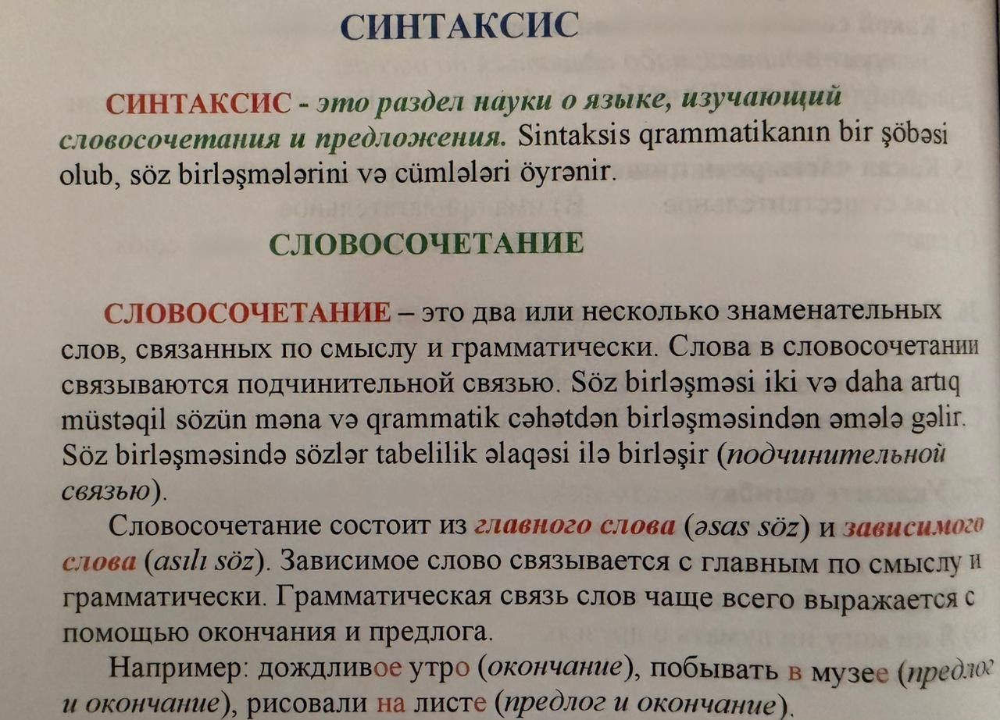 СИНТАКСИС
СИНТАКСИС - это раздел науки о языке, изучающий
словосочетания и предложения. Sintaksis qrammatikanın bir şöbəsi
olub, söz birləşmələrini və cümlələri öyrənir.
СЛОВОСОЧЕТАНИЕ
СЛОВОСОЧЕТАНИЕ – это два или несколько знаменательных
слов, связанных по смыслу и грамматически. Слова в словосочетании
связываются подчинительной связью. Söz birləşməsi iki və daha artıq
müstəqil sözün məna və qrammatik cəhətdən birləşməsindən əmələ gəlir.
Söz birləşməsində sözlər tabelilik əlaqəsi ilə birləşir (подчинительной
связью).
Словосочетание состоит из главного слова (əsas söz) и зависимого
слова (asılı söz). Зависимое слово связывается с главным по смыслу и
грамматически. Грамматическая связь слов чаще всего выражается с
помощью окончания и предлога.
Например: дождливое утро (окончание), побывать в музее (предлог
и окончание), рисовали на листе (предлог и окончание).